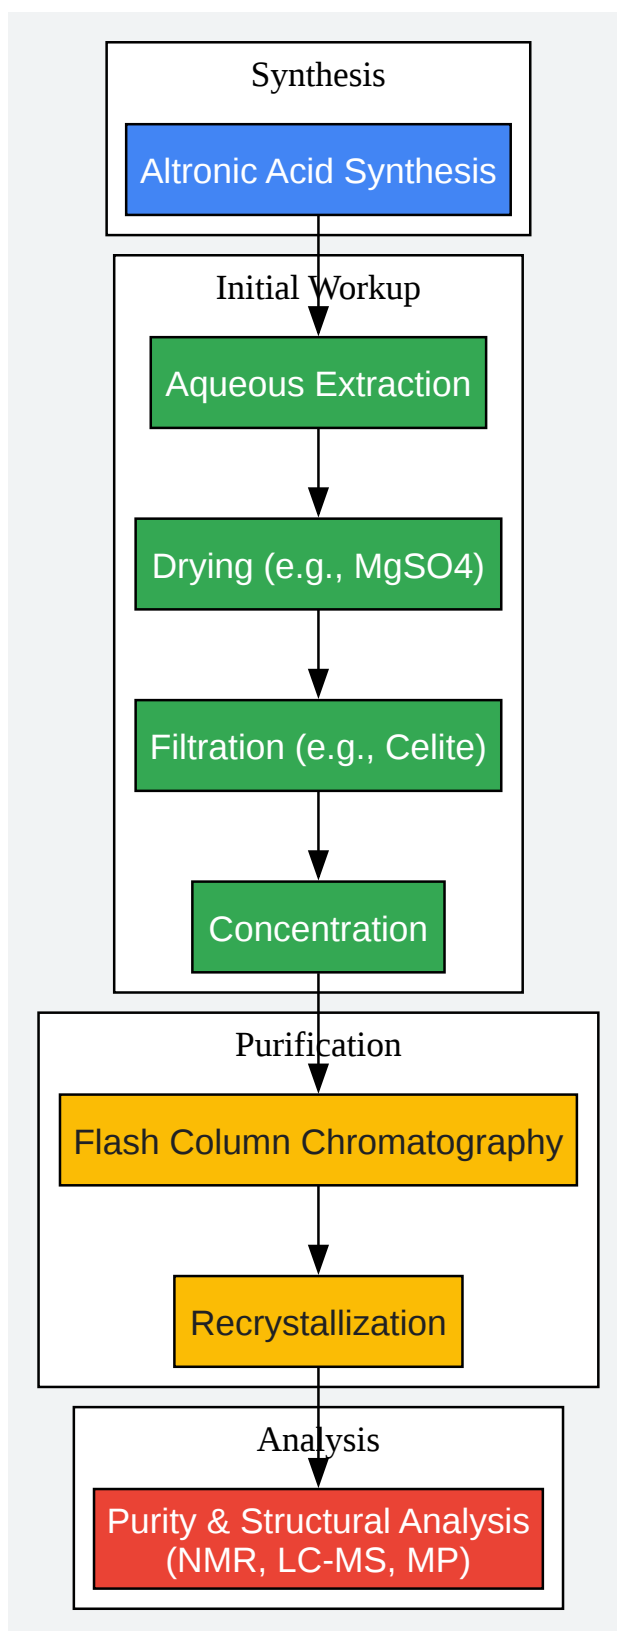 Synthesis
Altronic Acid Synthesis
Initial Workup
Aqueous Extraction
Drying (e.g., MgSO4)
Filtration (e.g., Celite)
Concentration
Purification
Flash Column Chromatography
Recrystallization
Analysis
Purity & Structural Analysis
(NMR, LC-MS, MP)